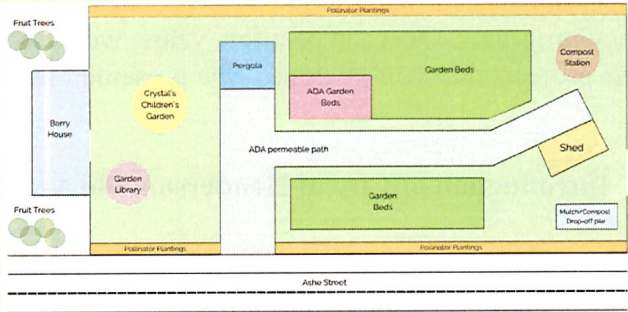 Pollinator Plantings
Fruit Trees
Pergola
Garden Beds
Compost
Station
Crystal's
Children's
Garden
ADA Garden
Beds
Berry
House
ADA permeable path
Shed
Garden
Library
Garden
Beds
Fruit Trees
Mulch/Compost
Drop-off pile
Pollinator Plantings
Pollinator Plantings
Ashe Street